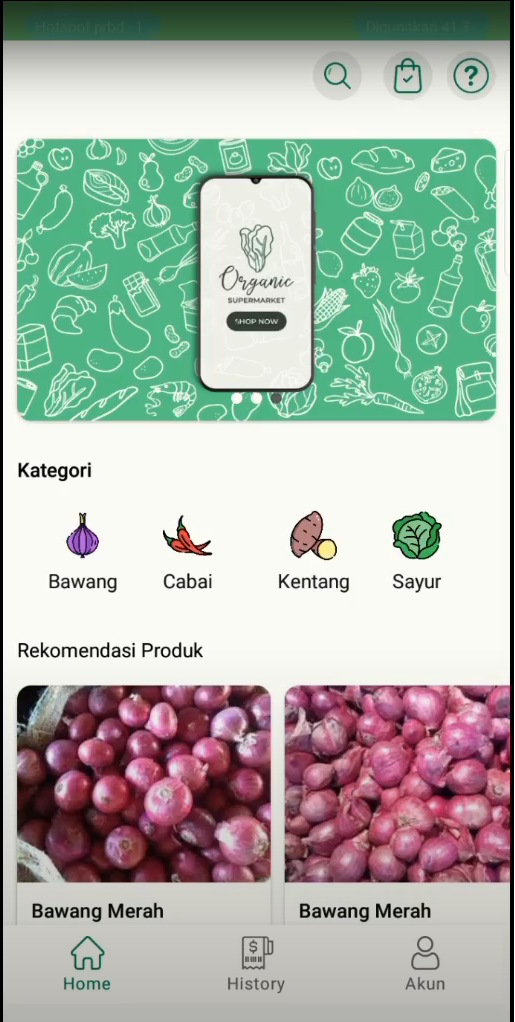 Hotspot prbd : 1
Digunakan 41.3
Organic
SUPERMARKET
SHOP NOW
Kategori
Bawang
Cabai
Kentang
Sayur
Rekomendasi Produk
Bawang Merah
Bawang Merah
Home
History
Akun